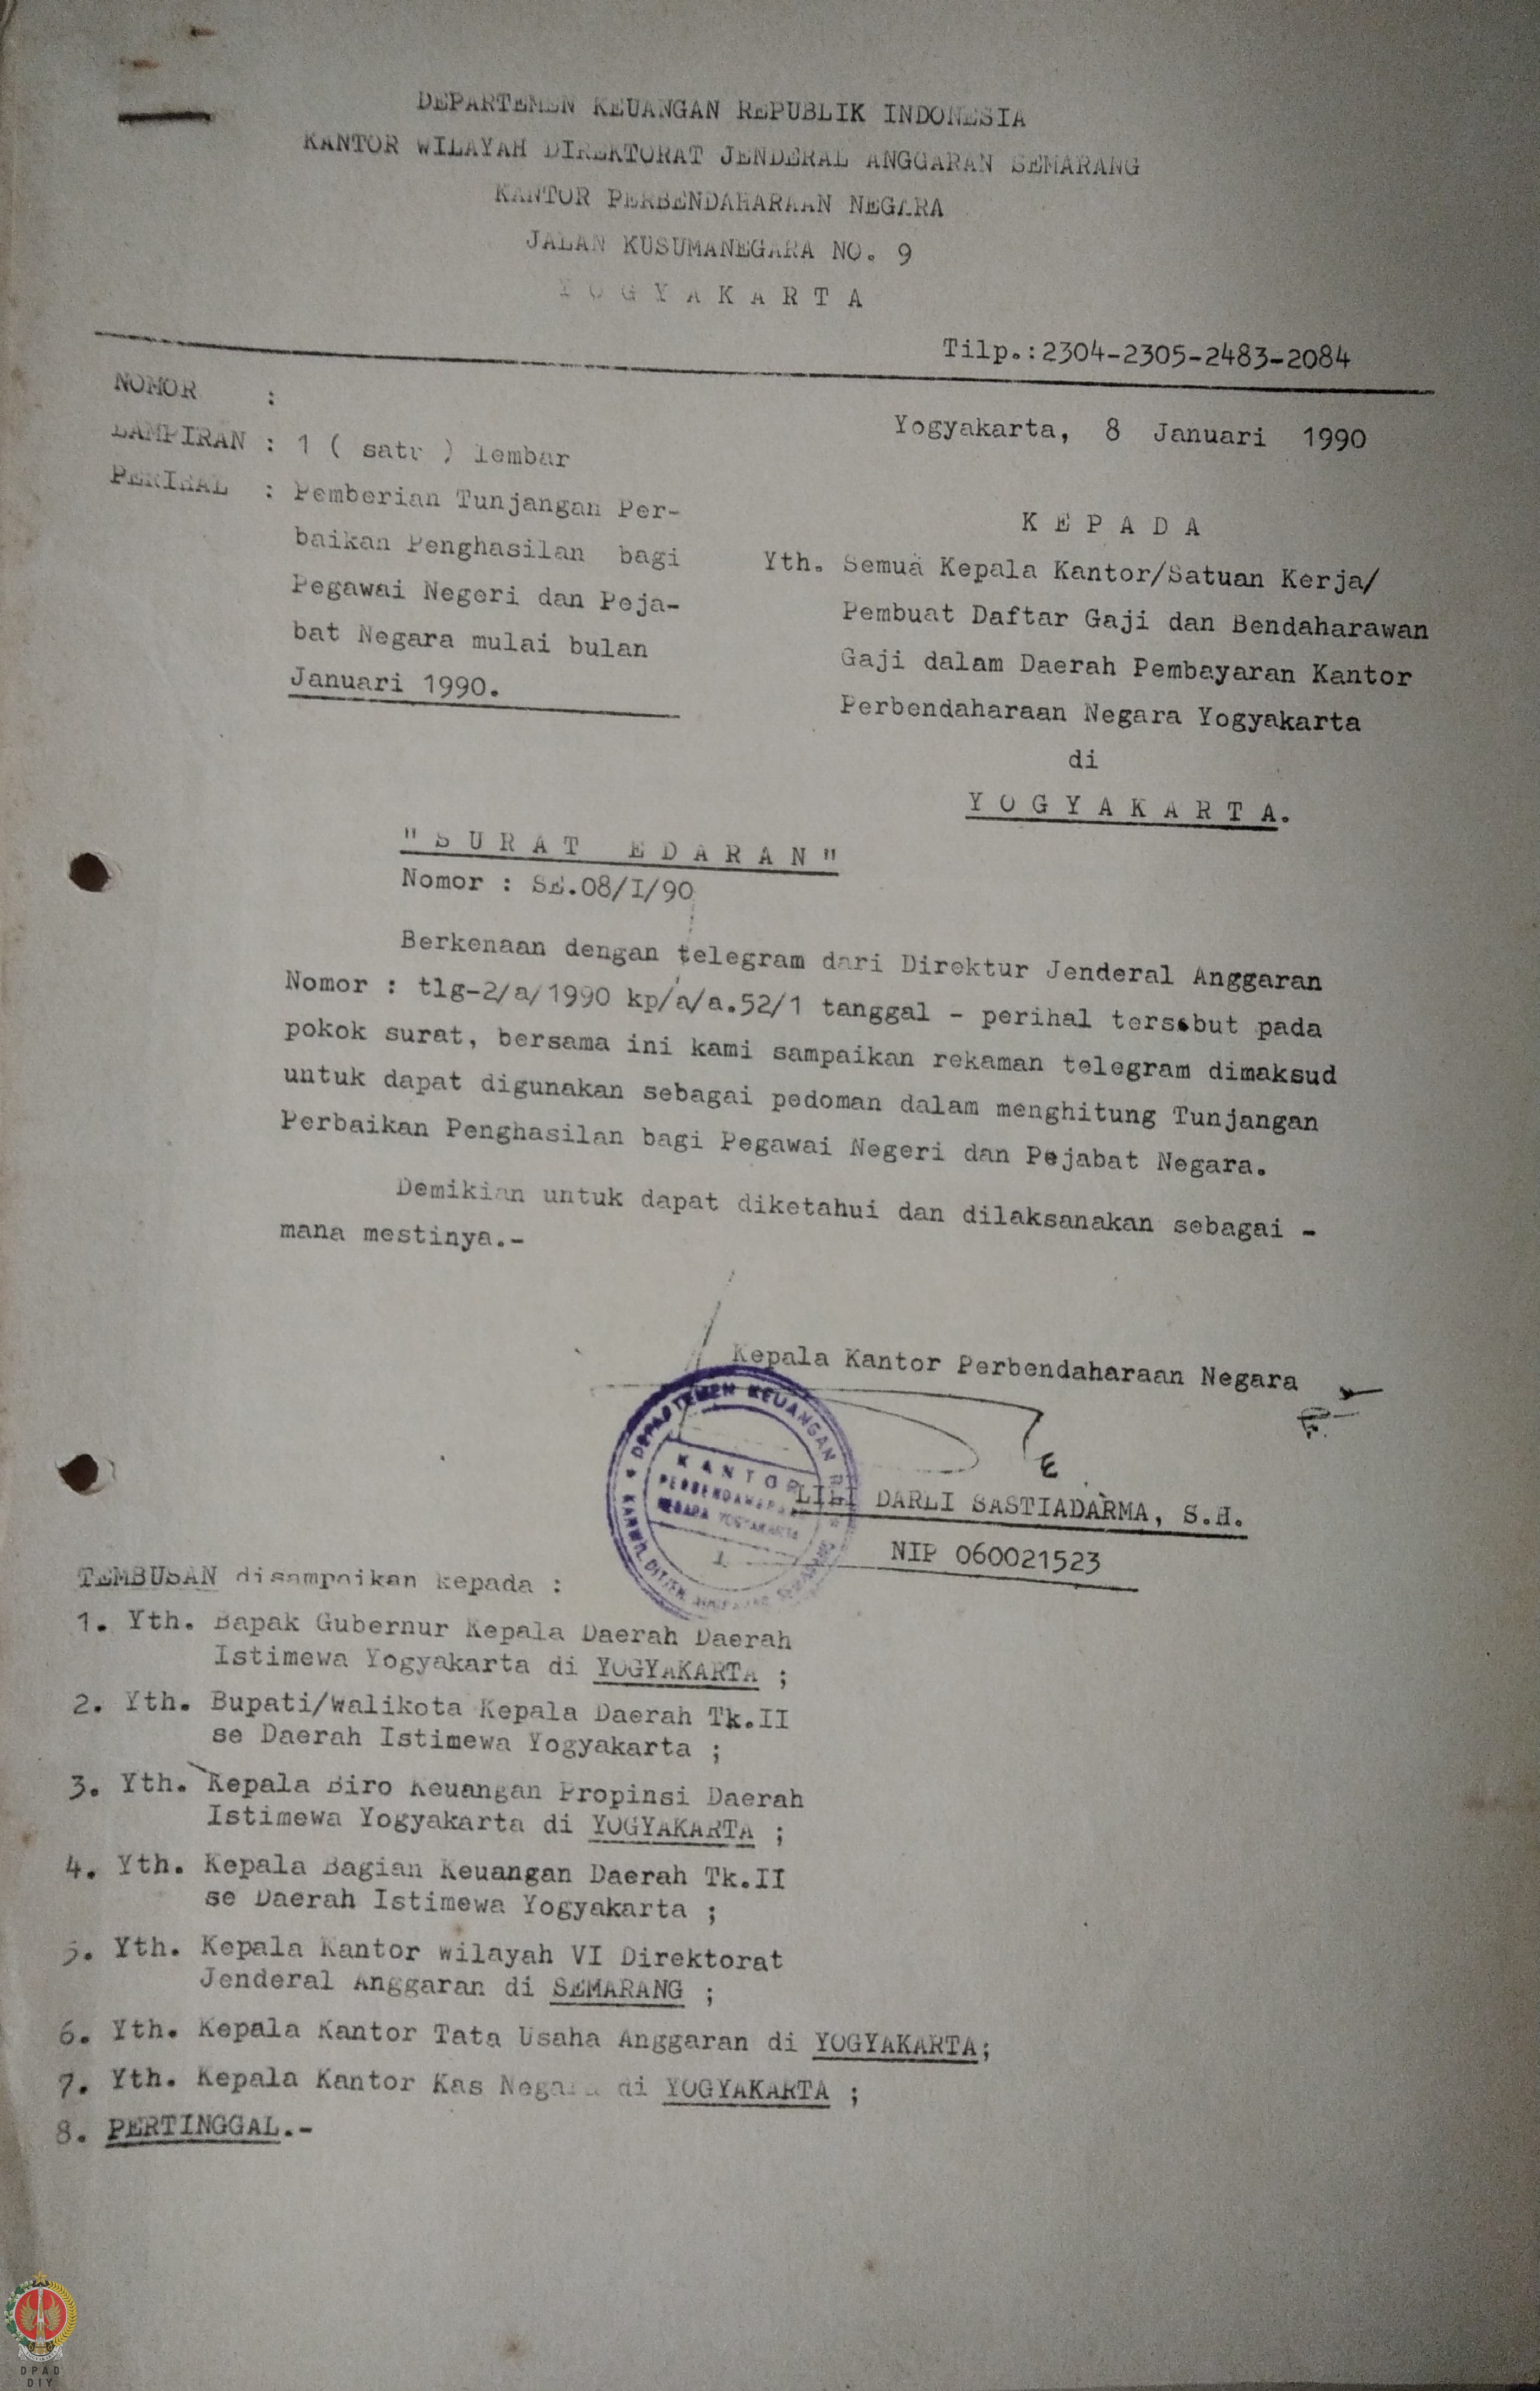 DEPARTEMEN KEUANGAN REPUBLIK INDONESIA
KANTOR WILAYAH DIREKTORAT JENDERAL ANGGARAN SEMARANG
KANTOR PERBENDAHARAAN NEGARA
JALAN KUSUMANEGARA NO. 9
Y O G Y A K A R T A
Tilp.:2304-2305-2483-2084
NOMOR :
LAMPIRAN : 1 ( satu ) lembar
PERIHAL : Pemberian Tunjangan Per-
baikan Penghasilan bagi
Pegawai Negeri dan Peja-
bat Negara mulai bulan
Januari 1990.
Yogyakarta, 8 Januari 1990
K E P A D A
Yth. Semua Kepala Kantor/Satuan Kerja/
Pembuat Daftar Gaji dan Bendaharawan
Gaji dalam Daerah Pembayaran Kantor
Perbendaharaan Negara Yogyakarta
di
Y O G Y A K A R T A.
"S U R A T E D A R A N"
Nomor : SE.08/I/90
Berkenaan dengan telegram dari Direktur Jenderal Anggaran
Nomor : tlg-2/a/1990 kp/a/a.52/1 tanggal - perihal tersebut pada
pokok surat, bersama ini kami sampaikan rekaman telegram dimaksud
untuk dapat digunakan sebagai pedoman dalam menghitung Tunjangan
Perbaikan Penghasilan bagi Pegawai Negeri dan Pejabat Negara.
Demikian untuk dapat diketahui dan dilaksanakan sebagai -
mana mestinya.-
Kepala Kantor Perbendaharaan Negara
DEPARTEMEN KEUANGAN
KANTOR
PERBENDAHARAAN
NEGARA YOGYAKARTA
KANWIL DITJEN
LILI DARLI SASTIADARMA, S.H.
NIP 060021523
TEMBUSAN disampaikan kepada :
1. Yth. Bapak Gubernur Kepala Daerah Daerah
Istimewa Yogyakarta di YOGYAKARTA ;
2. Yth. Bupati/Walikota Kepala Daerah Tk.II
se Daerah Istimewa Yogyakarta ;
3. Yth. Kepala Biro Keuangan Propinsi Daerah
Istimewa Yogyakarta di YOGYAKARTA ;
4. Yth. Kepala Bagian Keuangan Daerah Tk.II
se Daerah Istimewa Yogyakarta ;
5. Yth. Kepala Kantor Wilayah VI Direktorat
Jenderal Anggaran di SEMARANG ;
6. Yth. Kepala Kantor Tata Usaha Anggaran di YOGYAKARTA;
7. Yth. Kepala Kantor Kas Negara di YOGYAKARTA ;
8. PERTINGGAL.-
DPAD
DIY